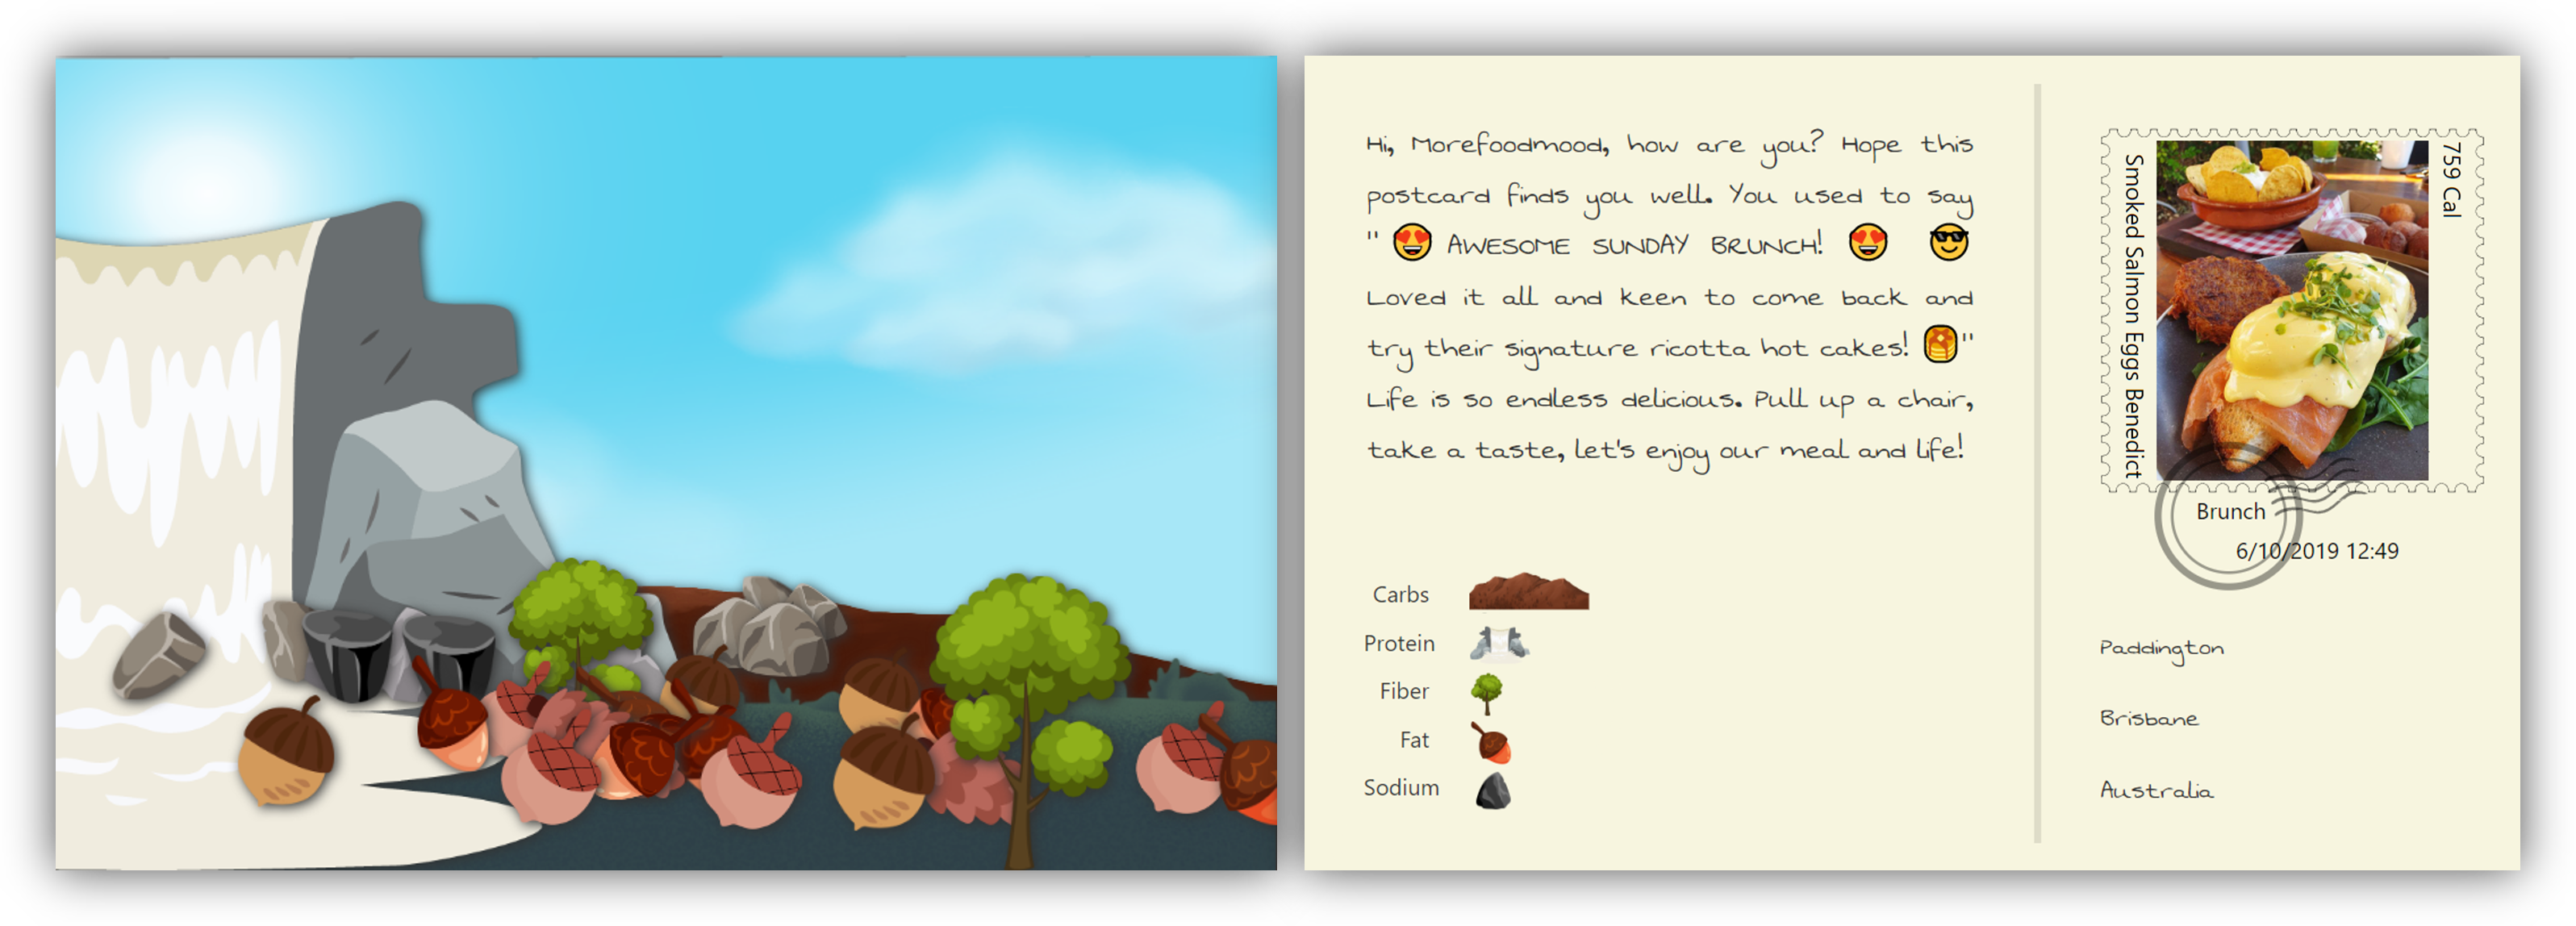 Hi, Morefoodmood, how are you? Hope this
postcard finds you well. You used to say
" 😍 AWESOME SUNDAY BRUNCH! 😍 😎
Loved it all and keen to come back and
try their signature ricotta hot cakes! 🥞"
Life is so endless delicious. Pull up a chair,
take a taste, let's enjoy our meal and life!
Carbs
Protein
Fiber
Fat
Sodium
Smoked Salmon Eggs Benedict
759 Cal
Brunch
6/10/2019 12:49
Paddington
Brisbane
Australia